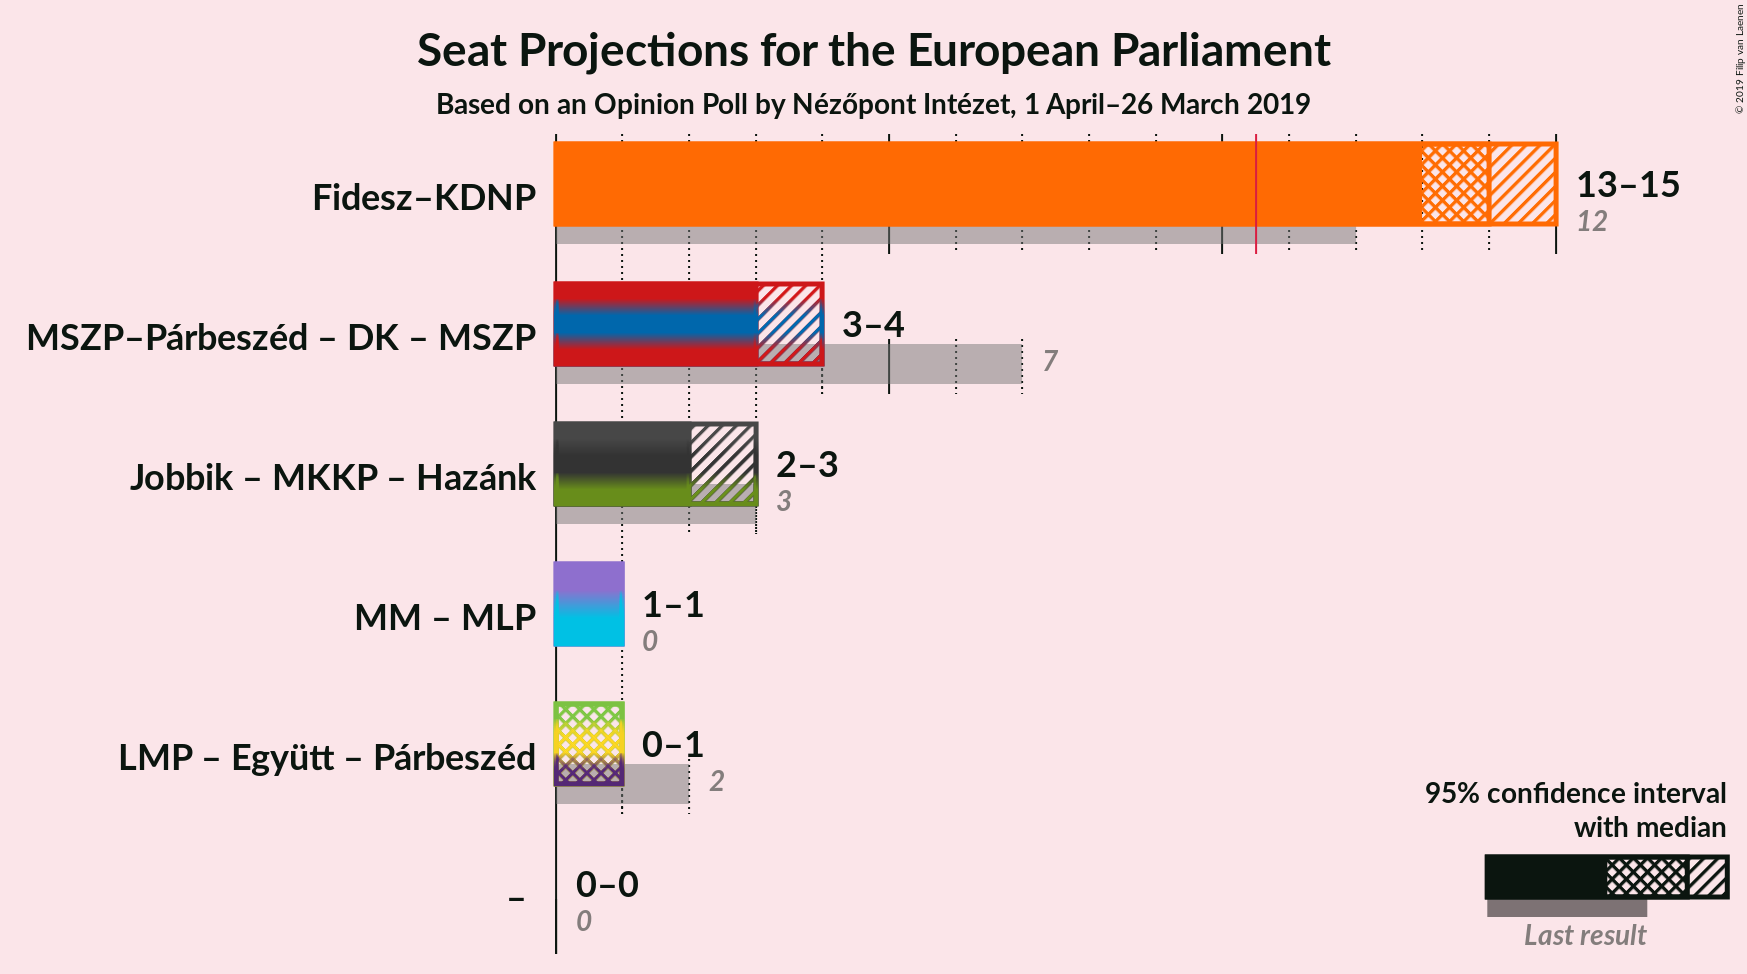 Seat Projections for the European Parliament
Based on an Opinion Poll by Nézőpont Intézet, 1 April–26 March 2019
© 2019 Filip van Laenen
Fidesz–KDNP
13–15
12
MSZP–Párbeszéd – DK – MSZP
3–4
7
Jobbik – MKKP – Hazánk
2–3
3
MM – MLP
1–1
0
LMP – Együtt – Párbeszéd
0–1
2
–
0–0
0
95% confidence interval
with median
Last result